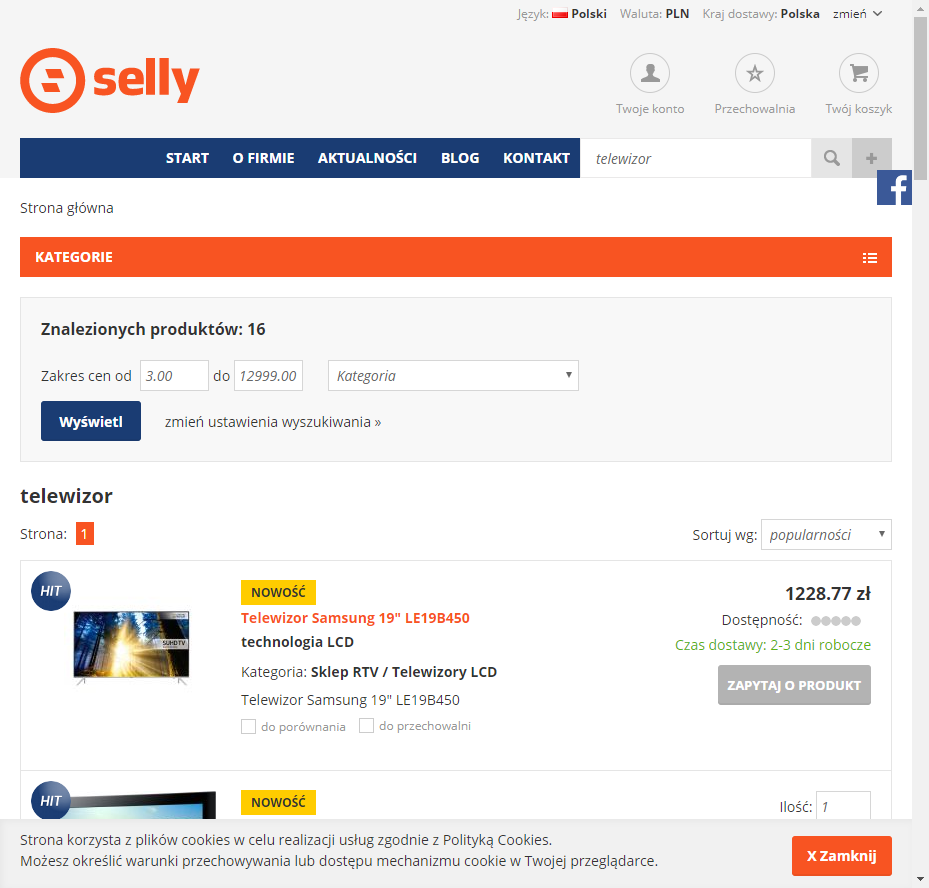 Język: Polski Waluta: PLN Kraj dostawy: Polska zmień
selly
Twoje konto Przechowalnia Twój koszyk
START O FIRMIE AKTUALNOŚCI BLOG KONTAKT telewizor
Strona główna
KATEGORIE
Znalezionych produktów: 16
Zakres cen od 3.00 do 12999.00 Kategoria
Wyświetl zmień ustawienia wyszukiwania »
telewizor
Strona: 1 Sortuj wg: popularności
HIT
NOWOŚĆ
Telewizor Samsung 19" LE19B450
technologia LCD
Kategoria: Sklep RTV / Telewizory LCD
Telewizor Samsung 19" LE19B450
do porównania do przechowalni
SUHD TV
1228.77 zł
Dostępność:
Czas dostawy: 2-3 dni robocze
ZAPYTAJ O PRODUKT
HIT
NOWOŚĆ
Ilość: 1
Strona korzysta z plików cookies w celu realizacji usług zgodnie z Polityką Cookies.
Możesz określić warunki przechowywania lub dostępu mechanizmu cookie w Twojej przeglądarce.
X Zamknij